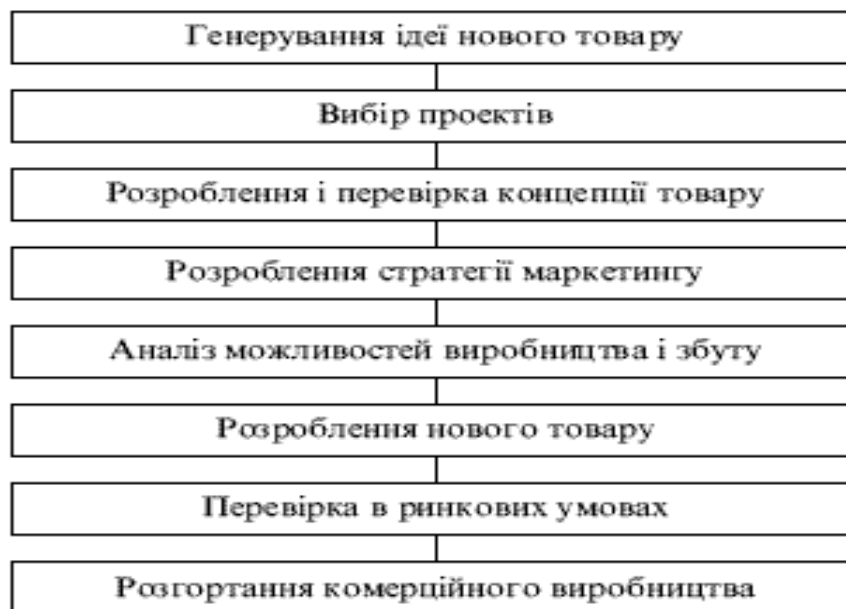 Генерування ідеї нового товару
Вибір проектів
Розроблення і перевірка концепції товару
Розроблення стратегії маркетингу
Аналіз можливостей виробництва і збуту
Розроблення нового товару
Перевірка в ринкових умовах
Розгортання комерційного виробництва